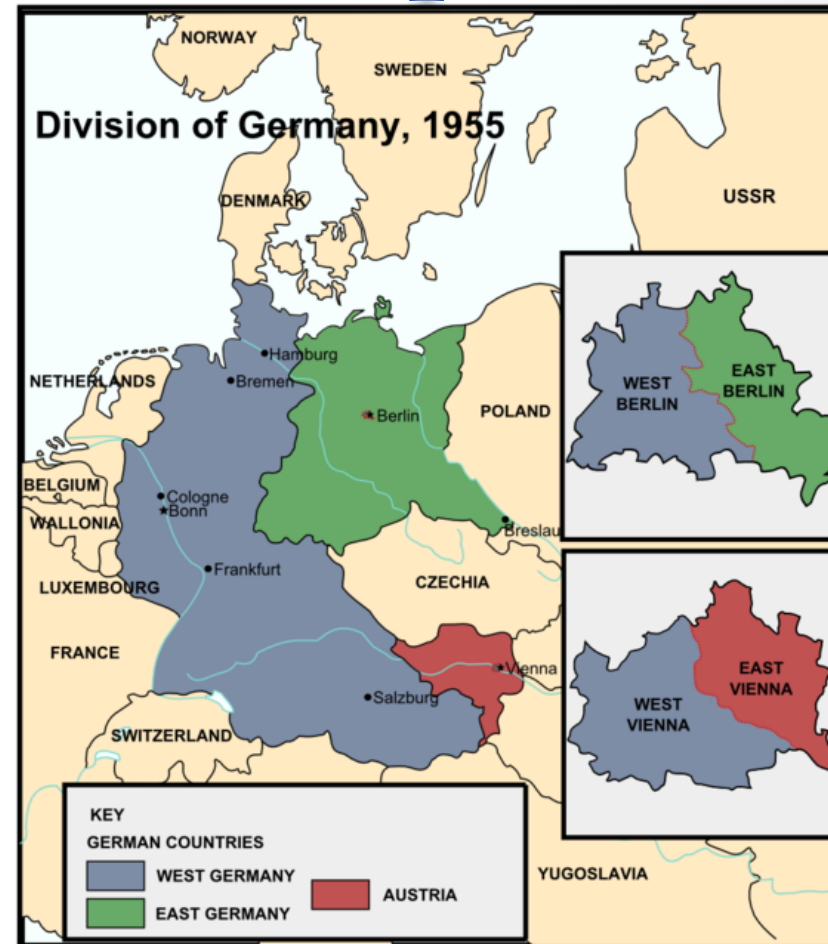 NORWAY
SWEDEN
Division of Germany, 1955
DENMARK
USSR
Hamburg
NETHERLANDS
Bremen
WEST
BERLIN
EAST
BERLIN
Berlin
POLAND
BELGIUM
Cologne
Bonn
WALLONIA
Breslau
Frankfurt
LUXEMBOURG
CZECHIA
FRANCE
Vienna
EAST
VIENNA
Salzburg
WEST
VIENNA
SWITZERLAND
KEY
GERMAN COUNTRIES
WEST GERMANY
EAST GERMANY
AUSTRIA
YUGOSLAVIA